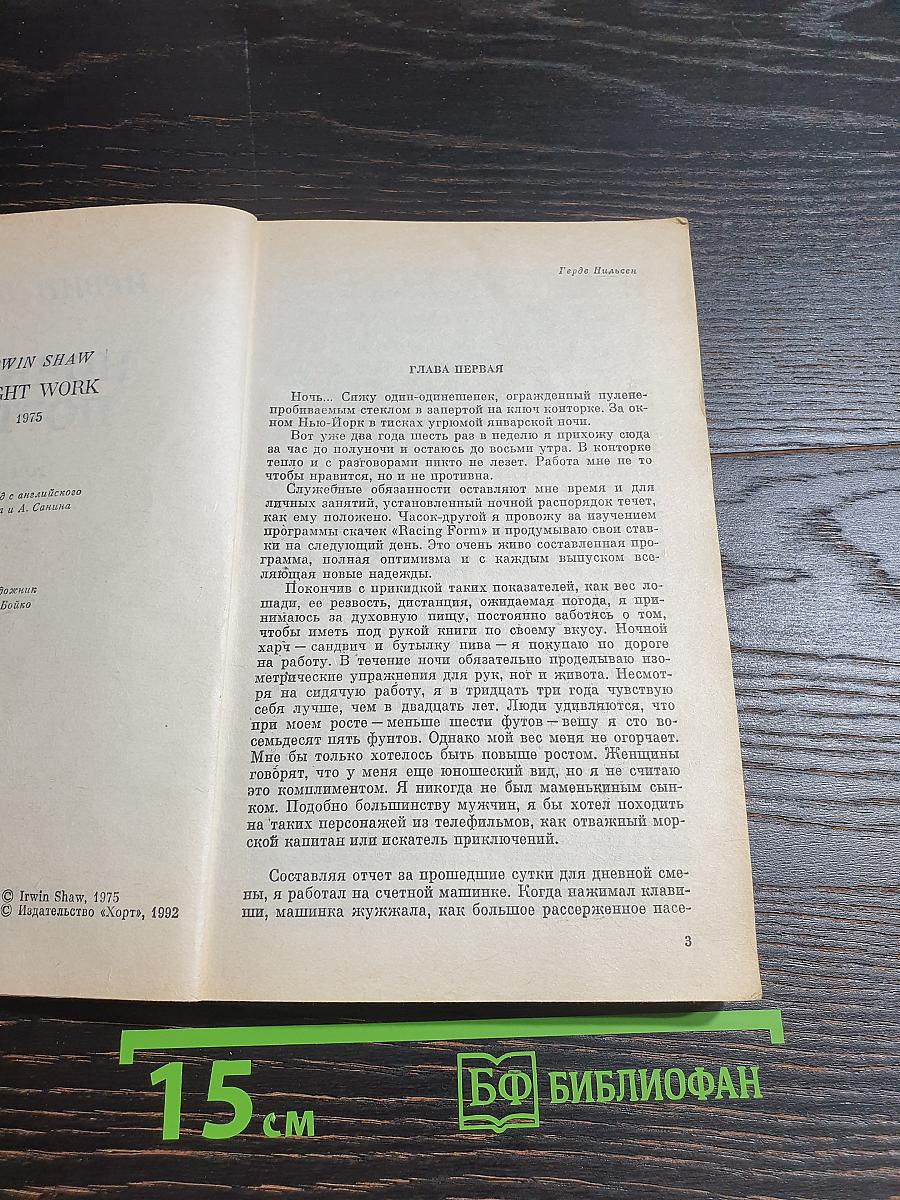 SHAW
WORK
1975
с английского
и А. Санина
Бойко
© Irwin Shaw, 1975
© Издательство «Хорт», 1992
Герде Нильсен
ГЛАВА ПЕРВАЯ
Ночь... Сижу один-одинешенек, огражденный пулене-
пробиваемым стеклом в запертой на ключ конторке. За ок-
ном Нью-Йорк в тисках угрюмой январской ночи.
Вот уже два года шесть раз в неделю я прихожу сюда
за час до полуночи и остаюсь до восьми утра. В конторке
тепло и с разговорами никто не лезет. Работа мне не то
чтобы нравится, но и не противна.
Служебные обязанности оставляют мне время и для
личных занятий, установленный ночной распорядок течет,
как ему положено. Часок-другой я провожу за изучением
программы скачек «Racing Form» и продумываю свои став-
ки на следующий день. Это очень живо составленная про-
грамма, полная оптимизма и с каждым выпуском все-
ляющая новые надежды.
Покончив с прикидкой таких показателей, как вес ло-
шади, ее резвость, дистанция, ожидаемая погода, я при-
нимаюсь за духовную пищу, постоянно заботясь о том,
чтобы иметь под рукой книги по своему вкусу. Ночной
харч — сандвич и бутылку пива — я покупаю по дороге
на работу. В течение ночи обязательно проделываю изо-
метрические упражнения для рук, ног и живота. Несмот-
ря на сидячую работу, я в тридцать три года чувствую
себя лучше, чем в двадцать лет. Люди удивляются, что
при моем росте — меньше шести футов — вешу я сто во-
семьдесят пять фунтов. Однако мой вес меня не огорчает.
Мне бы только хотелось быть повыше ростом. Женщины
говорят, что у меня еще юношеский вид, но я не считаю
это комплиментом. Я никогда не был маменькиным сын-
ком. Подобно большинству мужчин, я бы хотел походить
на таких персонажей из телефильмов, как отважный мор-
ской капитан или искатель приключений.
Составляя отчет за прошедшие сутки для дневной сме-
ны, я работал на счетной машинке. Когда нажимал клави-
ши, машинка жужжала, как большое рассерженное насе-
3
15 см
БФ БИБЛИОФАН